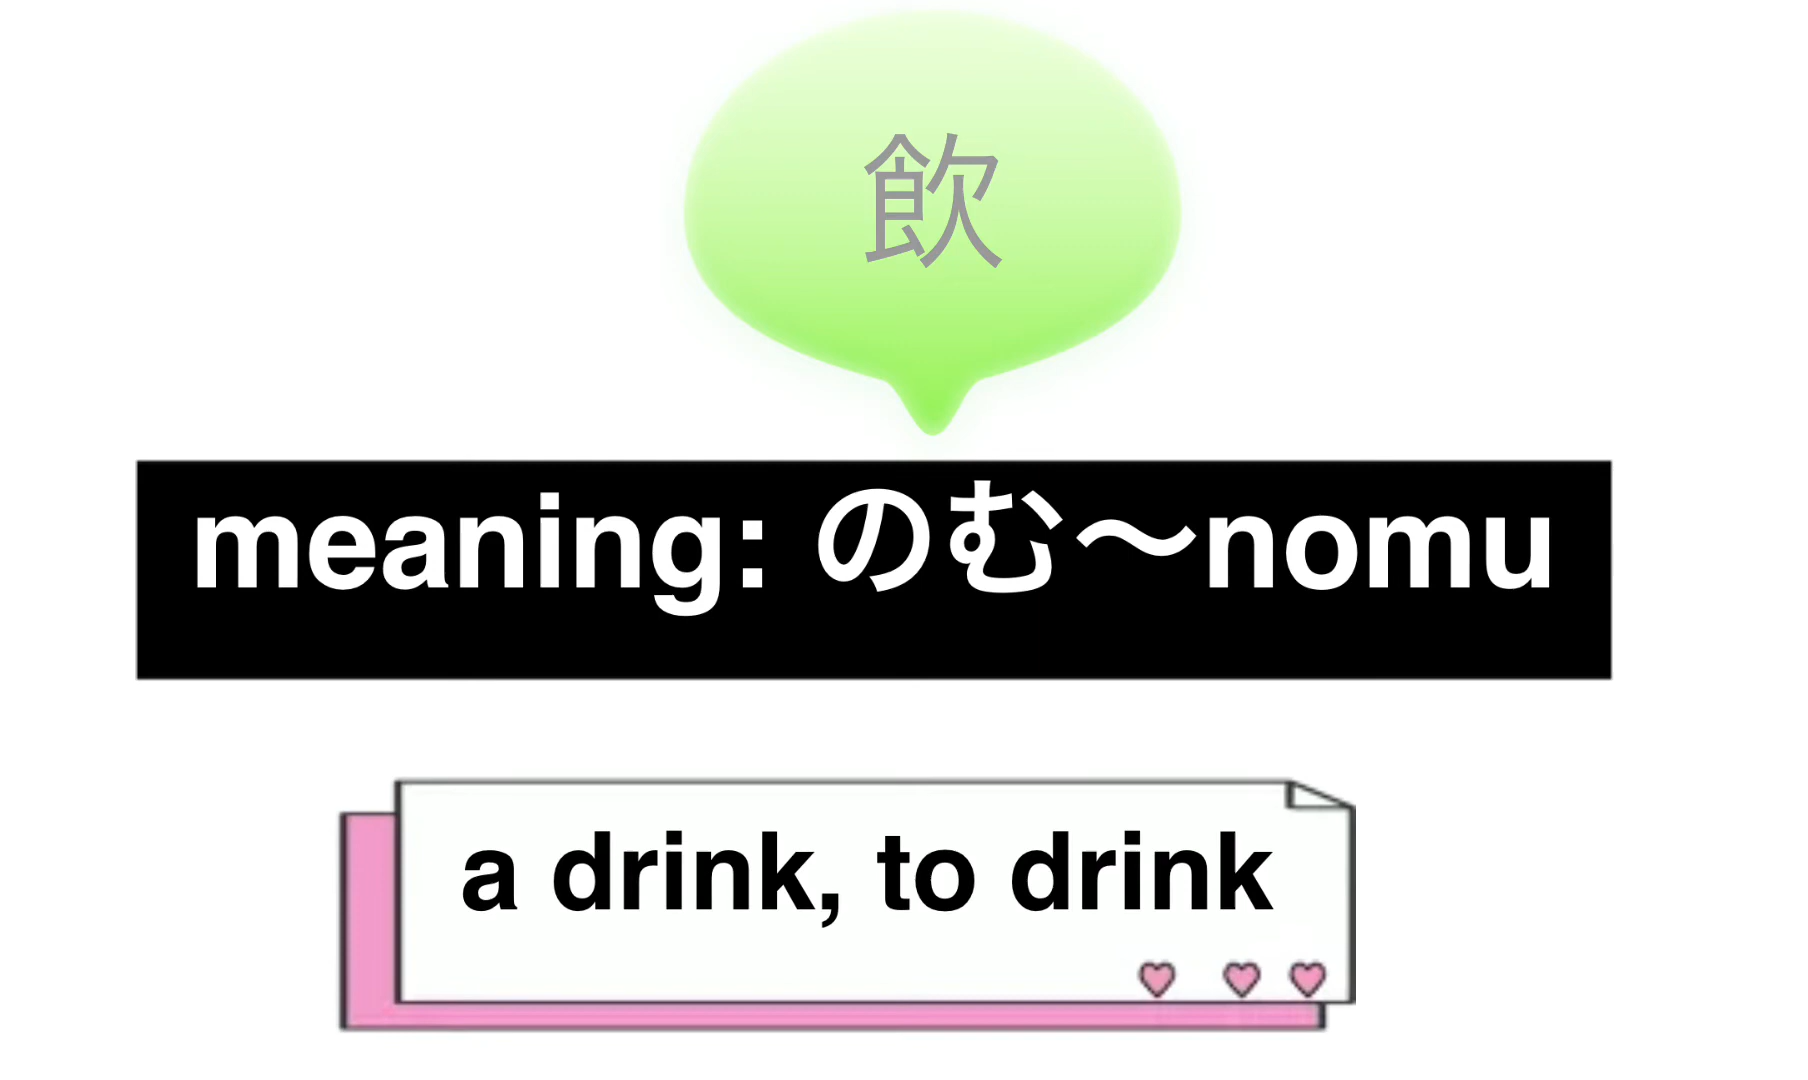 飲
meaning: のむ～nomu
a drink, to drink